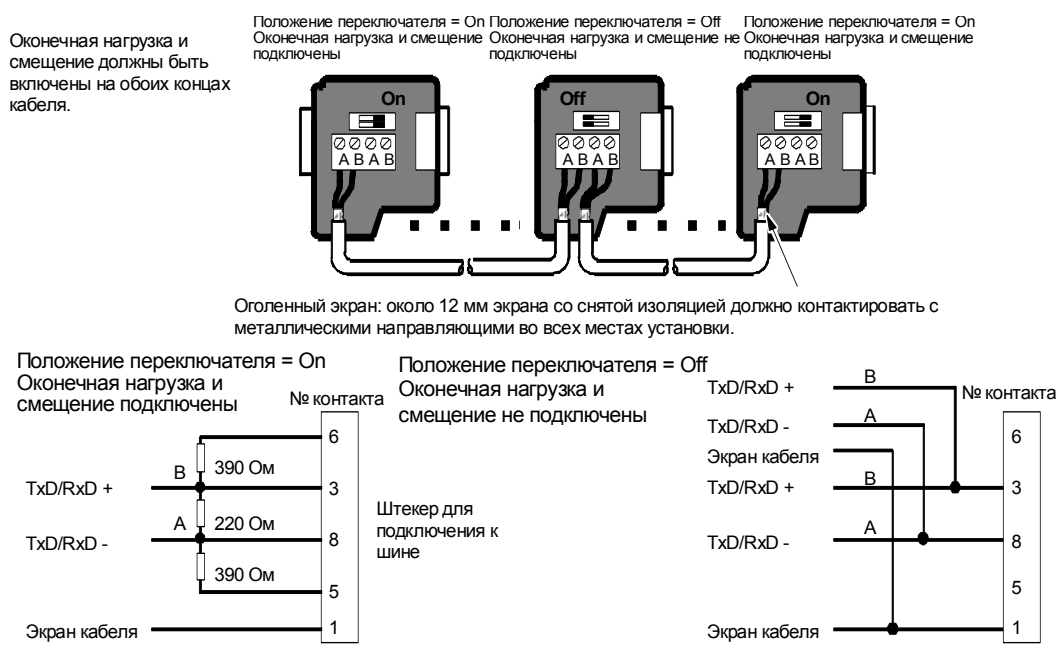 Оконечная нагрузка и
смещение должны быть
включены на обоих концах
кабеля.
Положение переключателя = On
Оконечная нагрузка и смещение
подключены
Положение переключателя = Off
Оконечная нагрузка и смещение не
подключены
Положение переключателя = On
Оконечная нагрузка и смещение
подключены
On
A B A B
Off
A B A B
On
A B A B
Оголенный экран: около 12 мм экрана со снятой изоляцией должно контактировать с
металлическими направляющими во всех местах установки.
Положение переключателя = On
Оконечная нагрузка и
смещение подключены
№ контакта
6
390 Ом
B
TxD/RxD +
3
220 Ом
A
TxD/RxD -
8
390 Ом
5
Экран кабеля
1
Штекер для
подключения к
шине
Положение переключателя = Off
Оконечная нагрузка и
смещение не подключены
№ контакта
TxD/RxD +
B
TxD/RxD -
A
6
Экран кабеля
TxD/RxD +
B
3
TxD/RxD -
A
8
5
Экран кабеля
1